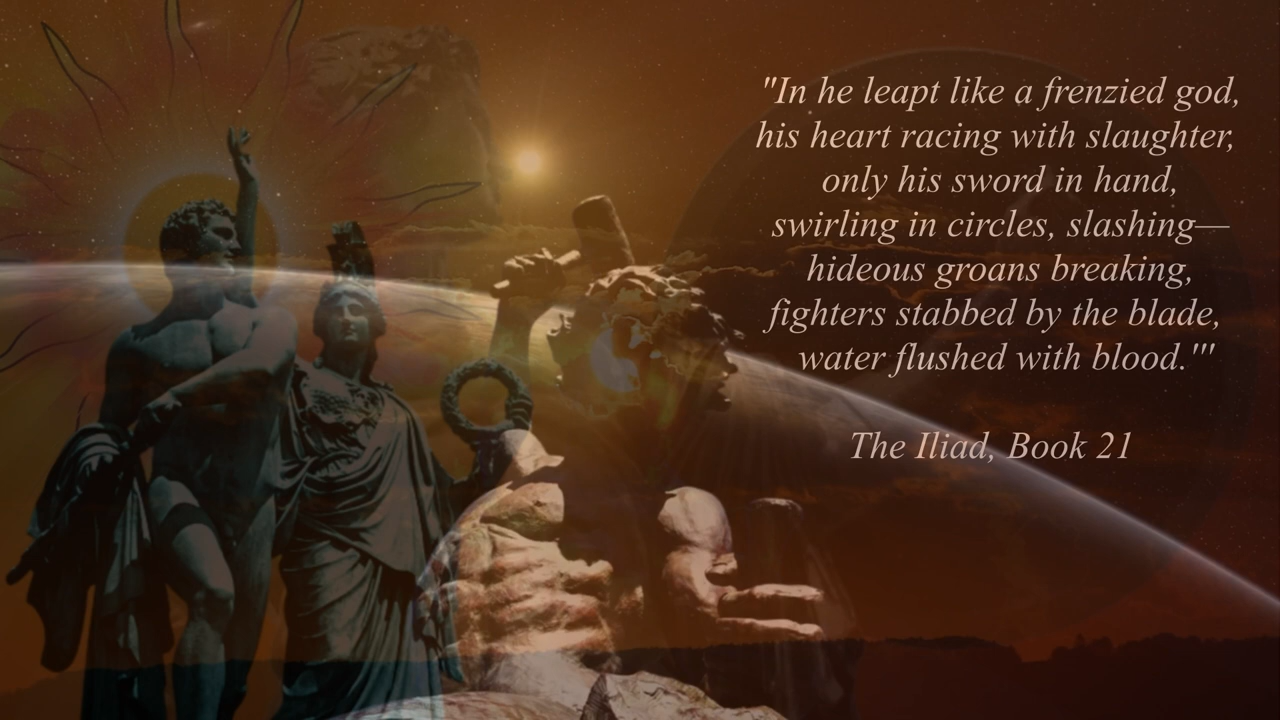 "In he leapt like a frenzied god,
his heart racing with slaughter,
only his sword in hand,
swirling in circles, slashing—
hideous groans breaking,
fighters stabbed by the blade,
water flushed with blood.'"
The Iliad, Book 21